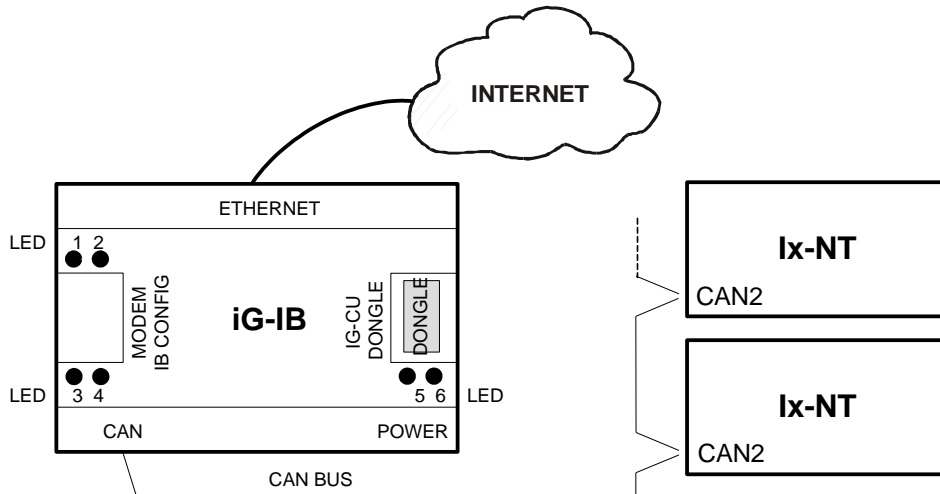 INTERNET
ETHERNET
LED 1 2
MODEM
IB CONFIG
iG-IB
IG-CU
DONGLE
DONGLE
LED 3 4
5 6 LED
CAN POWER
CAN BUS
Ix-NT
CAN2
Ix-NT
CAN2